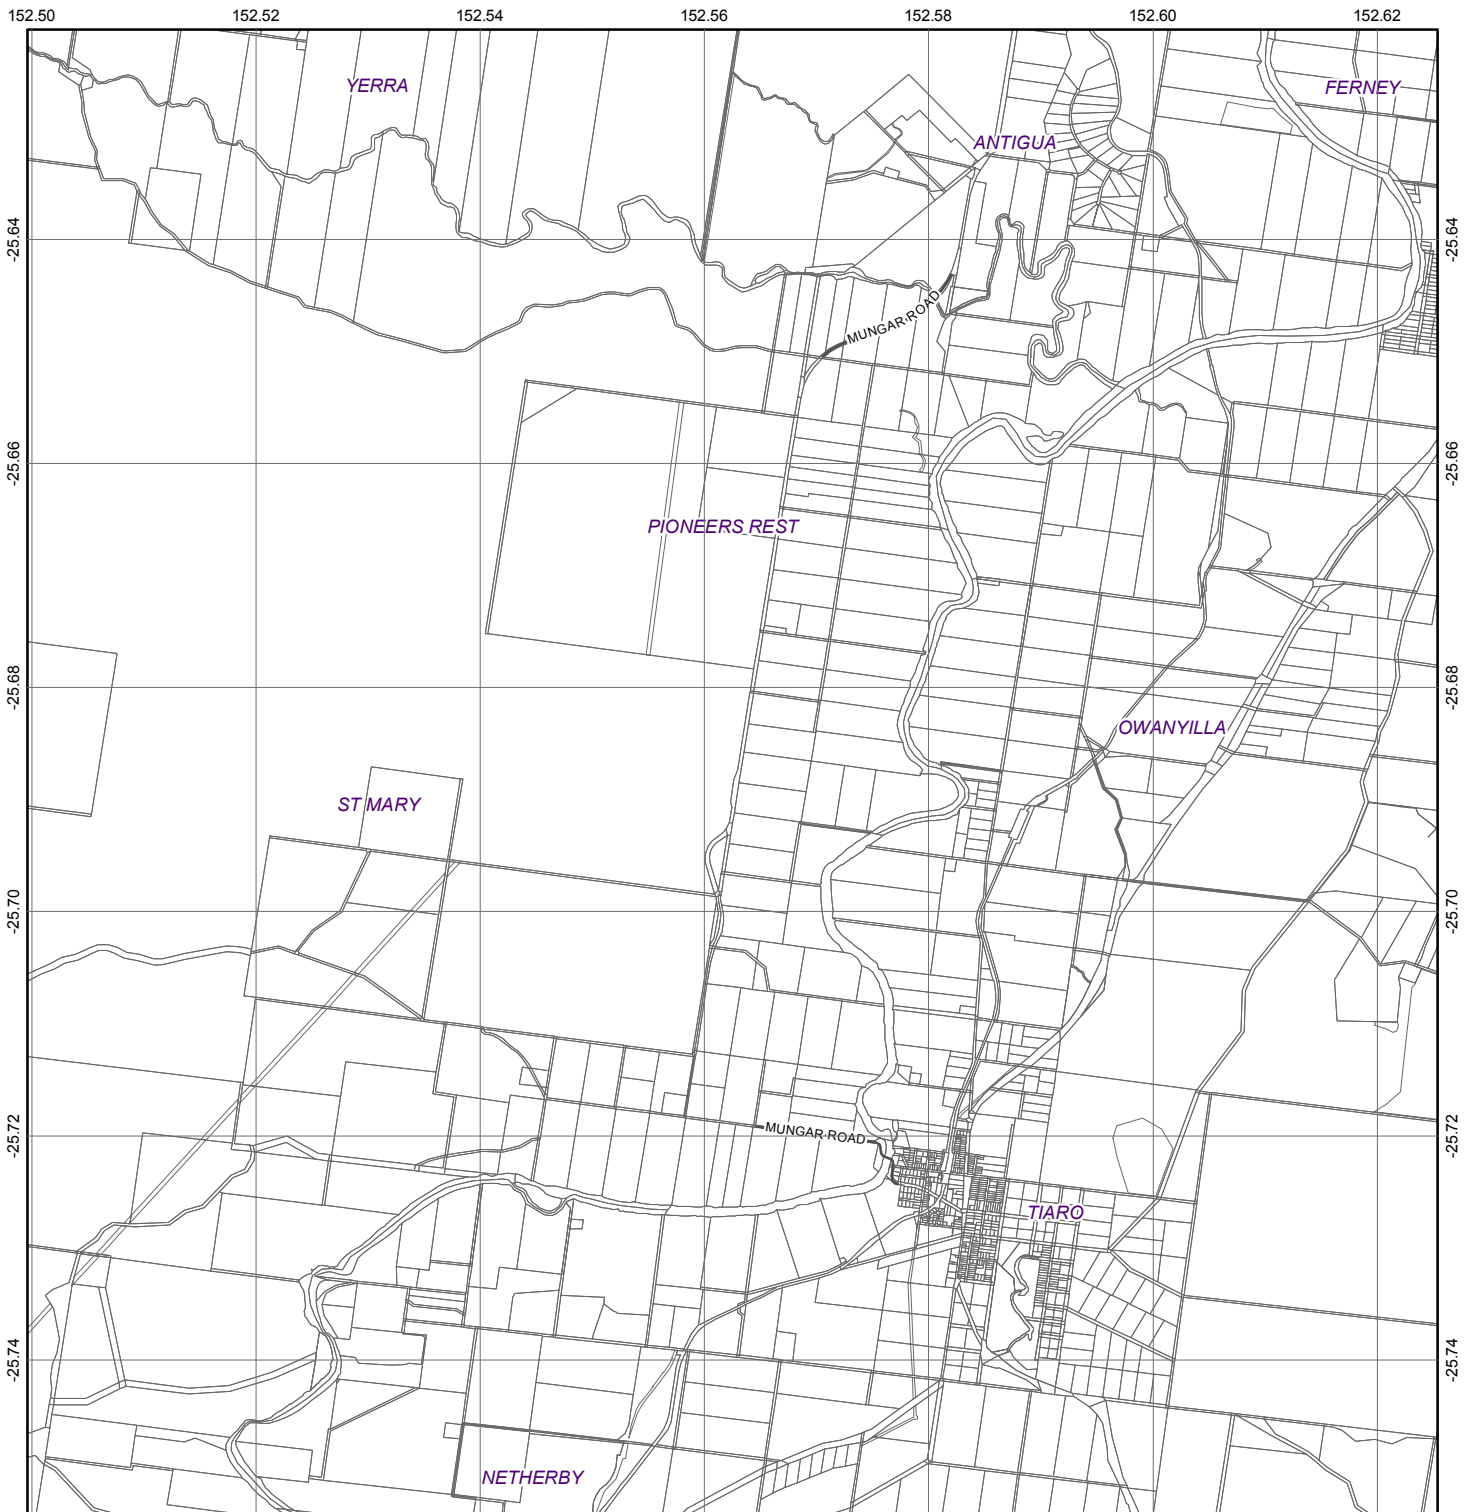 152.50 152.52 152.54 152.56 152.58 152.60 152.62
YERRA
FERNEY
ANTIGUA
-25.64
-25.64
MUNGAR ROAD
-25.66
-25.66
PIONEERS REST
-25.68
-25.68
OWANYILLA
ST MARY
-25.70
-25.70
MUNGAR ROAD
-25.72
-25.72
TIARO
-25.74
-25.74
NETHERBY